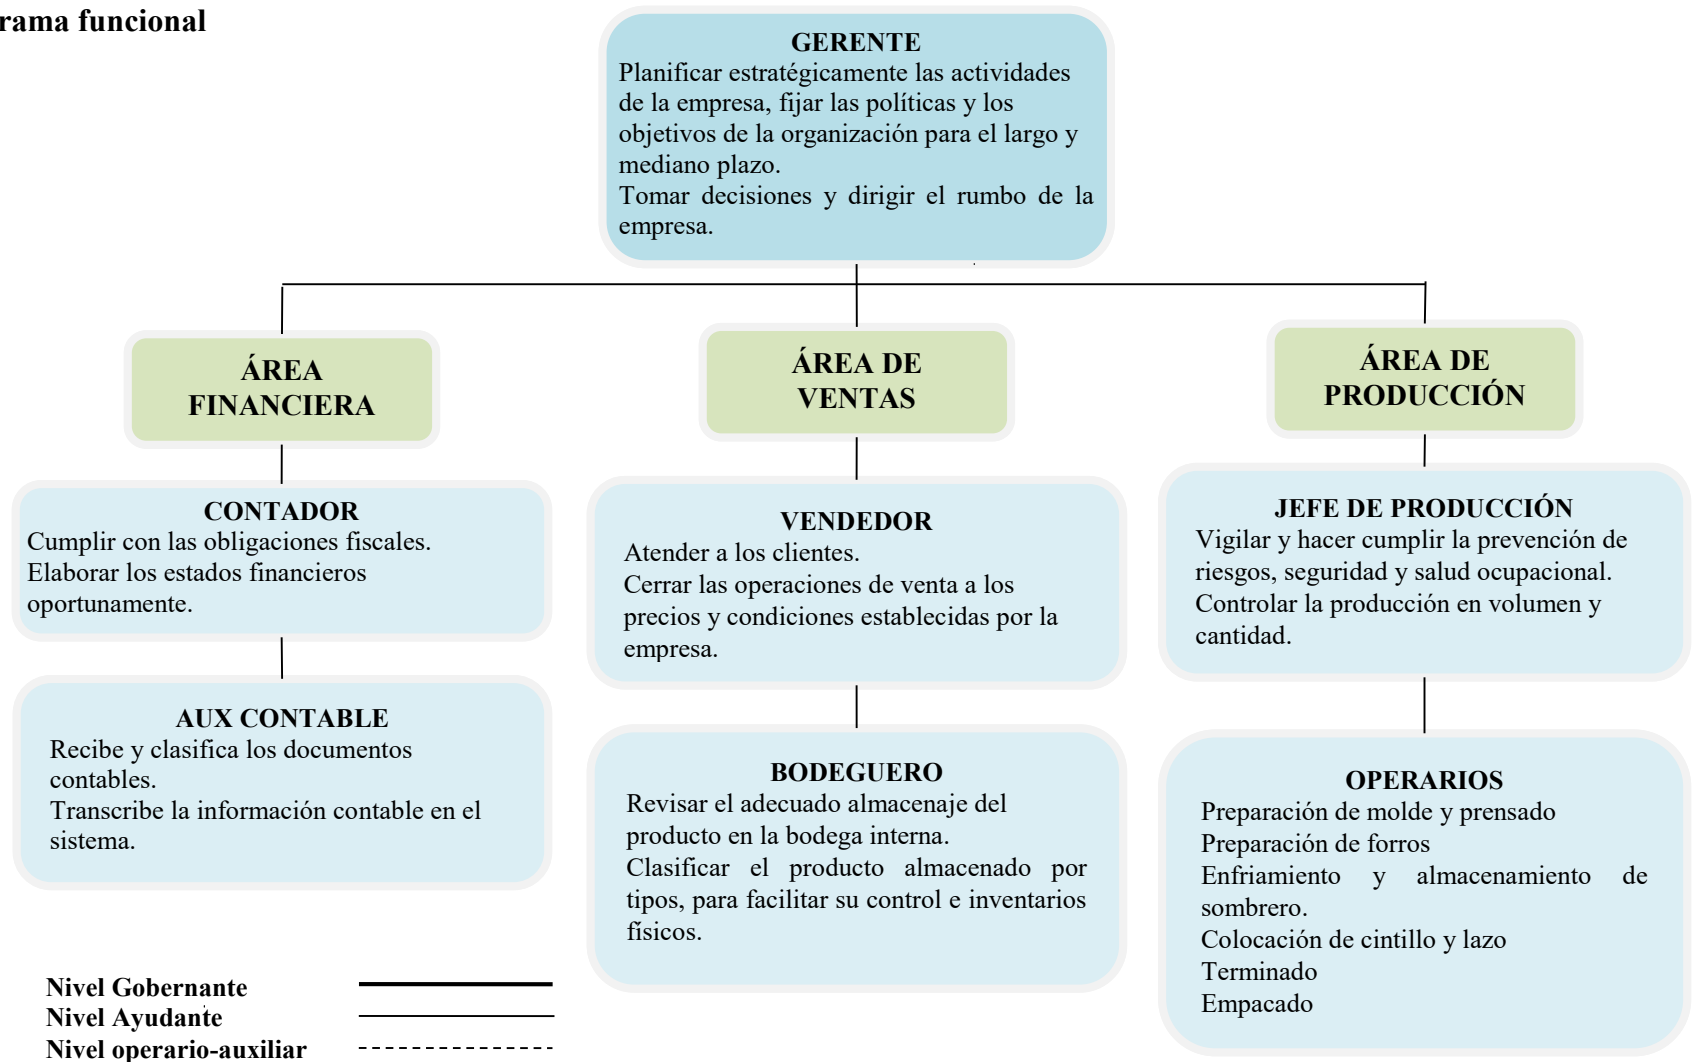 rama funcional
GERENTE
Planificar estratégicamente las actividades
de la empresa, fijar las políticas y los
objetivos de la organización para el largo y
mediano plazo.
Tomar decisiones y dirigir el rumbo de la
empresa.
ÁREA
FINANCIERA
ÁREA DE
VENTAS
ÁREA DE
PRODUCCIÓN
CONTADOR
Cumplir con las obligaciones fiscales.
Elaborar los estados financieros
oportunamente.
VENDEDOR
Atender a los clientes.
Cerrar las operaciones de venta a los
precios y condiciones establecidas por la
empresa.
JEFE DE PRODUCCIÓN
Vigilar y hacer cumplir la prevención de
riesgos, seguridad y salud ocupacional.
Controlar la producción en volumen y
cantidad.
AUX CONTABLE
Recibe y clasifica los documentos
contables.
Transcribe la información contable en el
sistema.
BODEGUERO
Revisar el adecuado almacenaje del
producto en la bodega interna.
Clasificar el producto almacenado por
tipos, para facilitar su control e inventarios
físicos.
OPERARIOS
Preparación de molde y prensado
Preparación de forros
Enfriamiento y almacenamiento de
sombrero.
Colocación de cintillo y lazo
Terminado
Empacado
Nivel Gobernante
Nivel Ayudante
Nivel operario-auxiliar